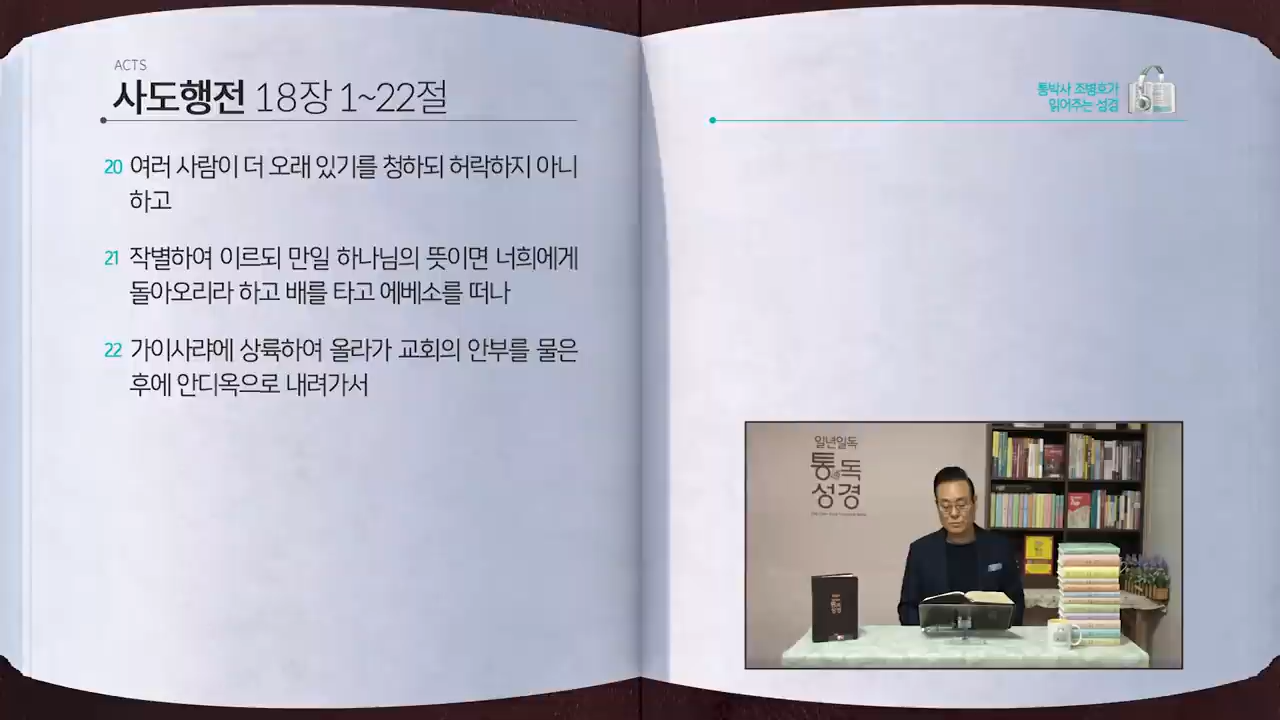 ACTS
사도행전 18장 1~22절
통박사 조병호가
읽어주는 성경
20 여러 사람이 더 오래 있기를 청하되 허락하지 아니
하고
21 작별하여 이르되 만일 하나님의 뜻이면 너희에게
돌아오리라 하고 배를 타고 에베소를 떠나
22 가이사랴에 상륙하여 올라가 교회의 안부를 물은
후에 안디옥으로 내려가서
일년일독
통독
성경